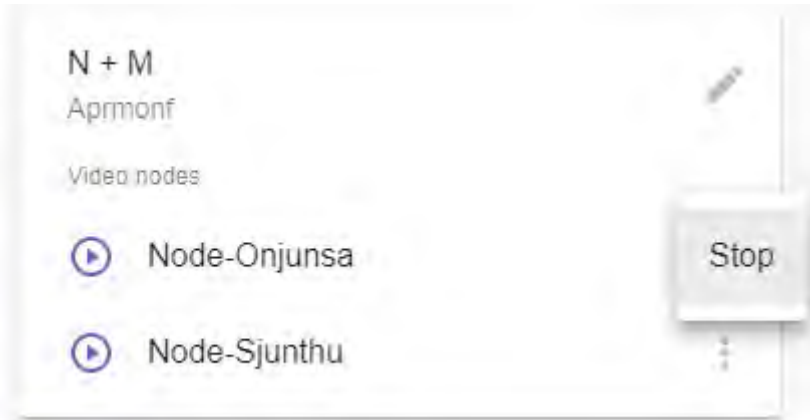 N + M
Aprmonf
Video nodes
Node-Onjunsa
Stop
Node-Sjunthu